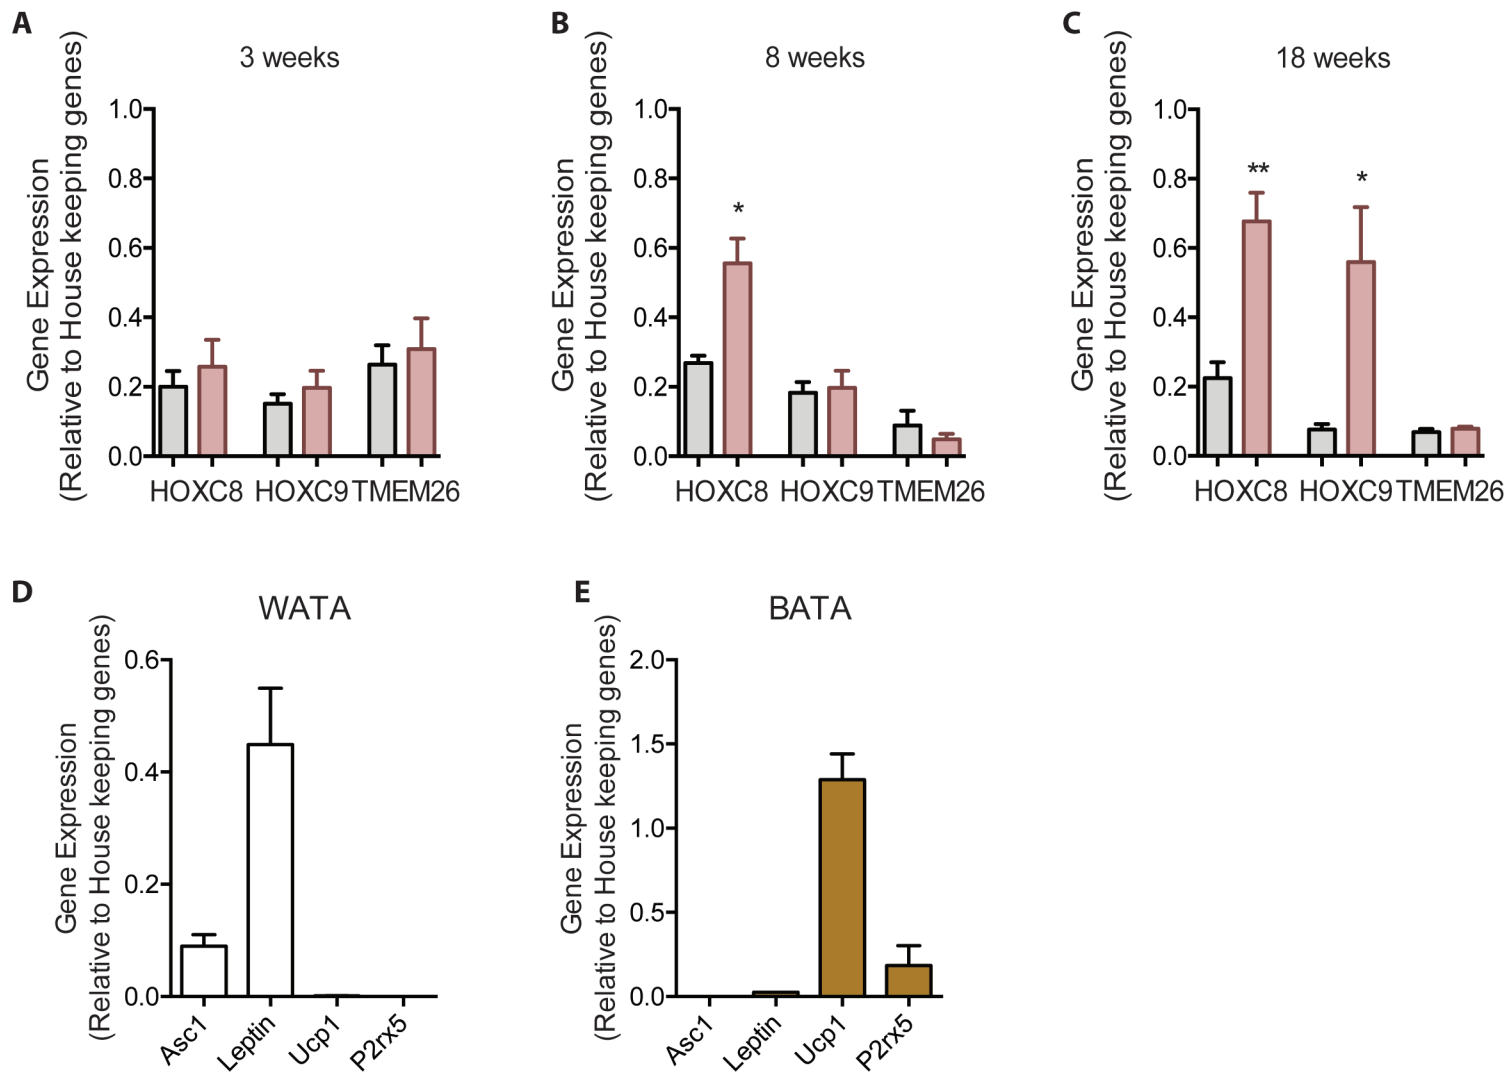 A
3 weeks
Gene Expression
(Relative to House keeping genes)
1.0
0.8
0.6
0.4
0.2
0.0
HOXC8 HOXC9 TMEM26
B
8 weeks
Gene Expression
(Relative to House keeping genes)
1.0
0.8
0.6
0.4
0.2
0.0
*
HOXC8 HOXC9 TMEM26
C
18 weeks
Gene Expression
(Relative to House keeping genes)
1.0
0.8
0.6
0.4
0.2
0.0
**
*
HOXC8 HOXC9 TMEM26
D
WATA
Gene Expression
(Relative to House keeping genes)
0.6
0.4
0.2
0.0
Asc1
Leptin
Ucp1
P2rx5
E
BATA
Gene Expression
(Relative to House keeping genes)
2.0
1.5
1.0
0.5
0.0
Asc1
Leptin
Ucp1
P2rx5